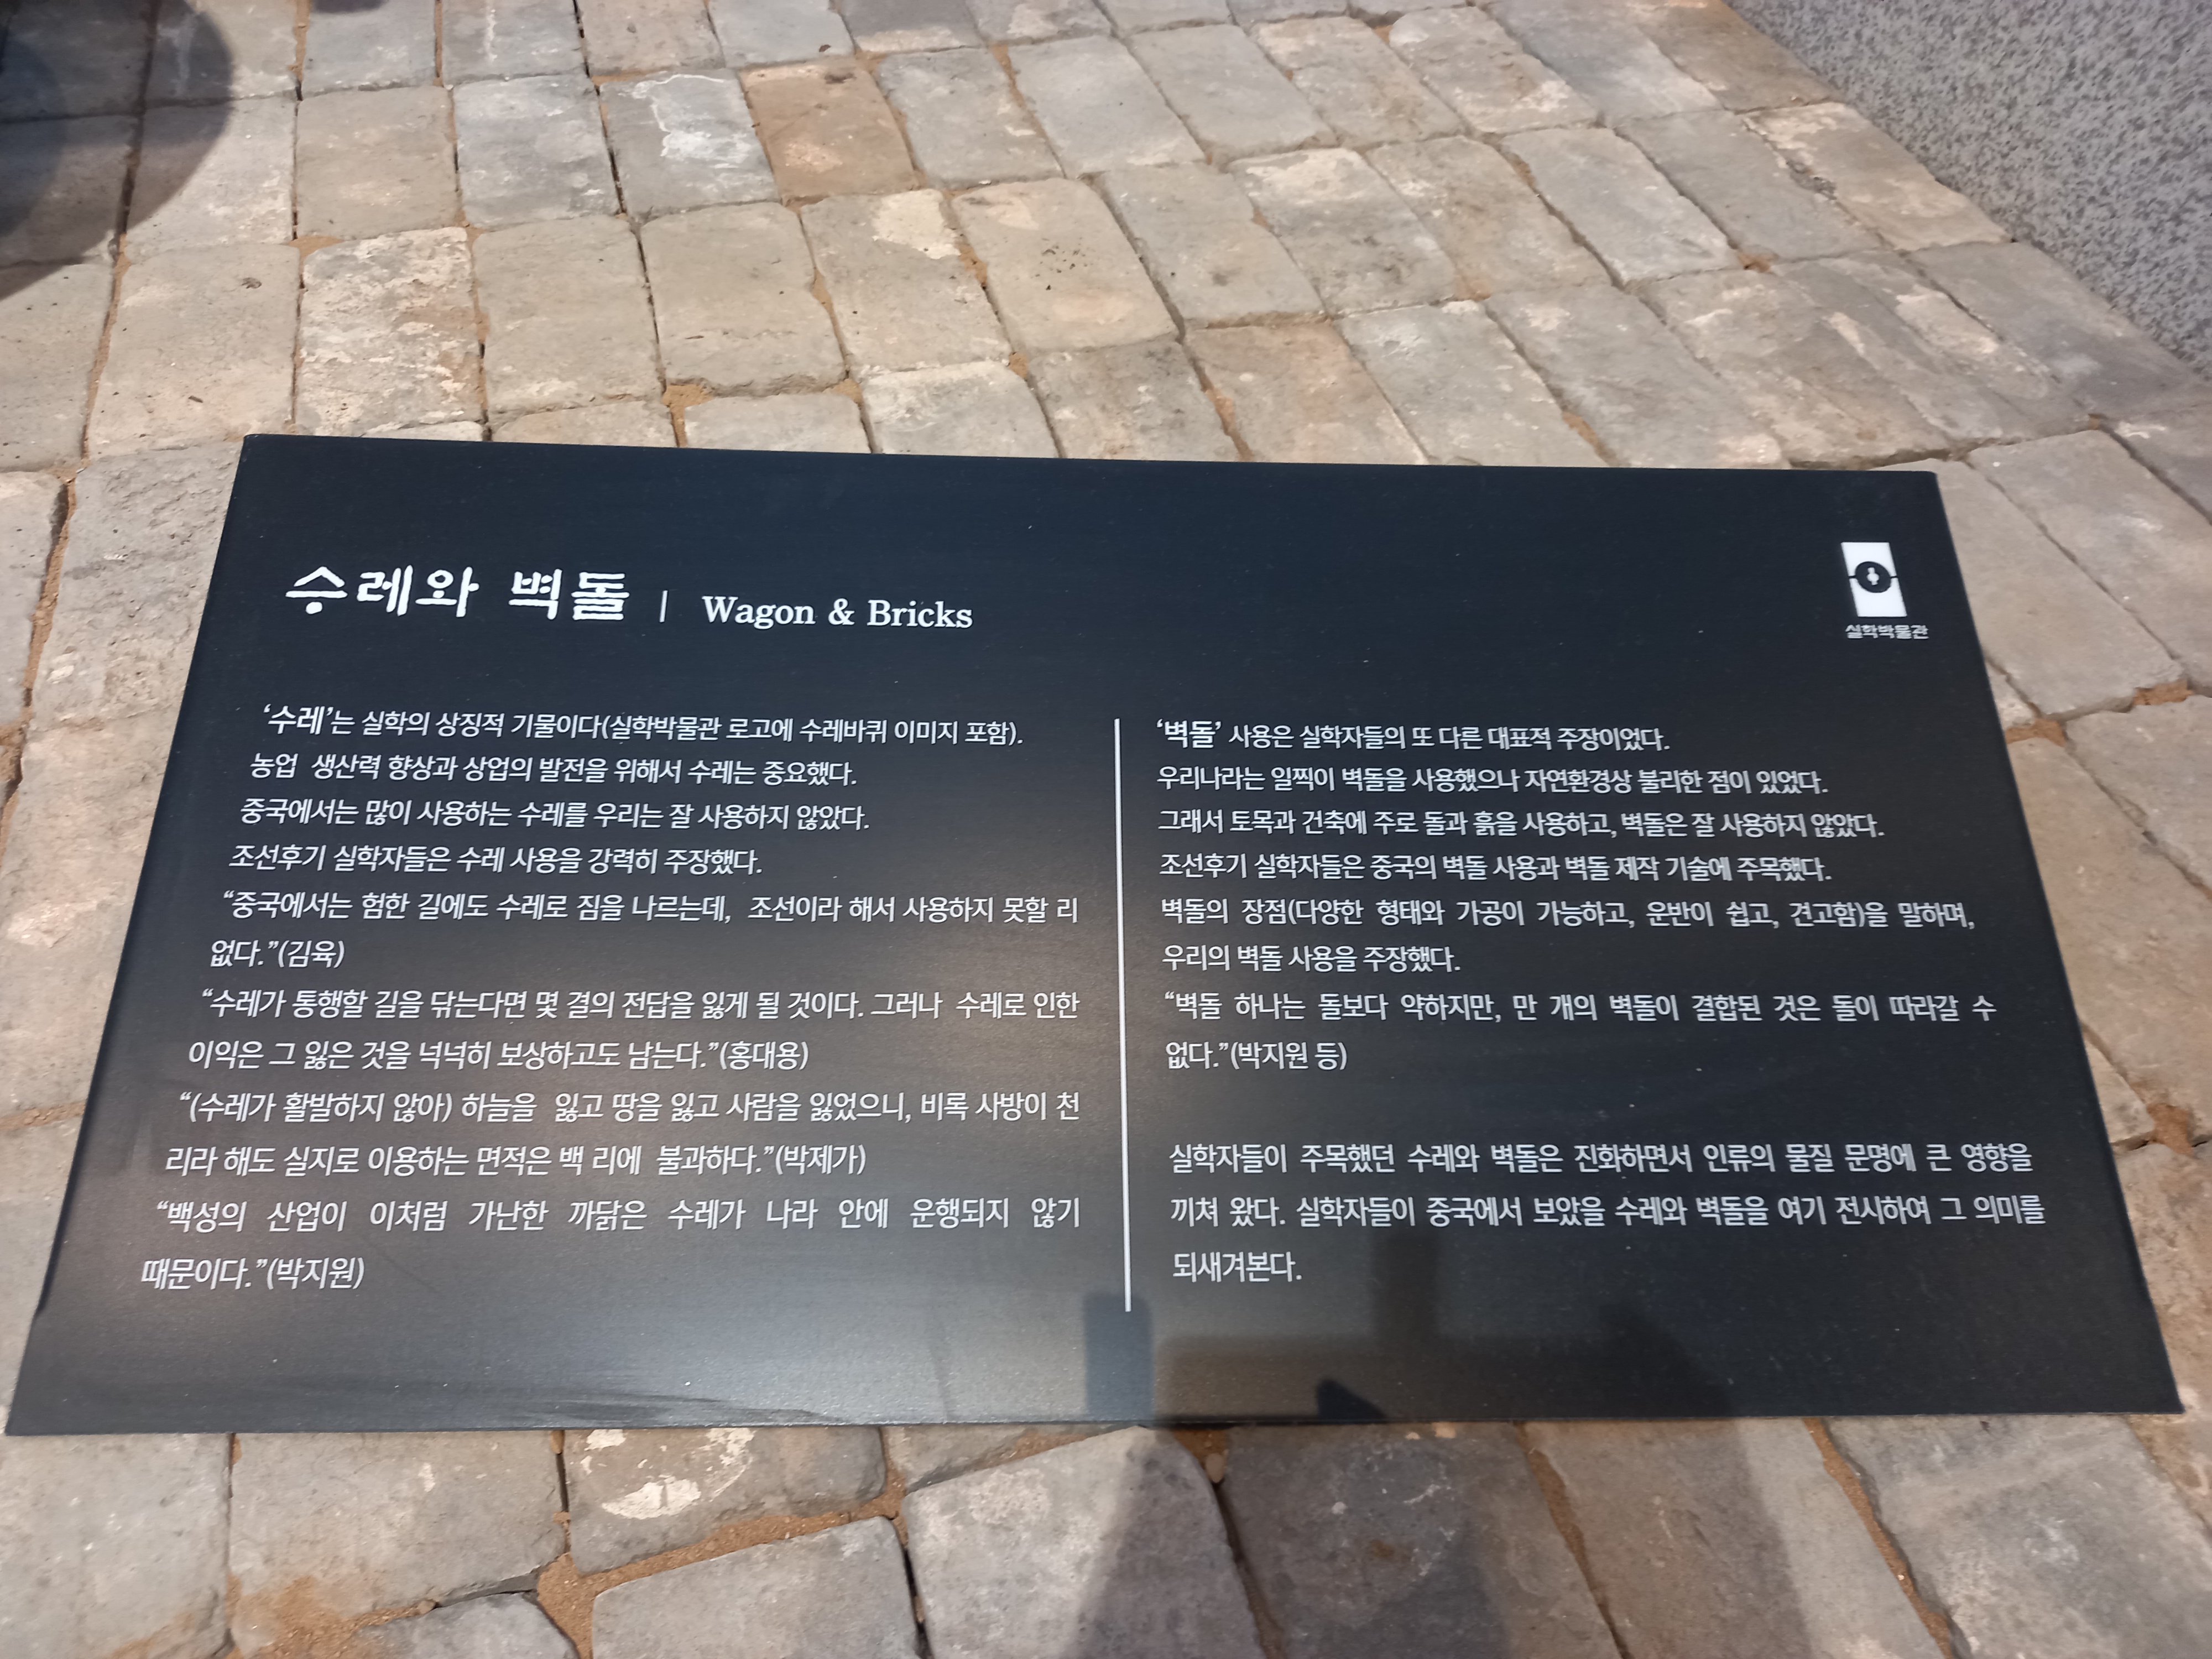 수레와 벽돌 | Wagon & Bricks
실학박물관
‘수레’는 실학의 상징적 기물이다(실학박물관 로고에 수레바퀴 이미지 포함).
농업 생산력 향상과 상업의 발전을 위해서 수레는 중요했다.
중국에서는 많이 사용하는 수레를 우리는 잘 사용하지 않았다.
조선후기 실학자들은 수레 사용을 강력히 주장했다.
“중국에서는 험한 길에도 수레로 짐을 나르는데, 조선이라 해서 사용하지 못할 리
없다.”(김육)
“수레가 통행할 길을 닦는다면 몇 결의 전답을 잃게 될 것이다. 그러나 수레로 인한
이익은 그 잃은 것을 넉넉히 보상하고도 남는다.”(홍대용)
“(수레가 활발하지 않아) 하늘을 잃고 땅을 잃고 사람을 잃었으니, 비록 사방이 천
리라 해도 실지로 이용하는 면적은 백 리에 불과하다.”(박제가)
“백성의 산업이 이처럼 가난한 까닭은 수레가 나라 안에 운행되지 않기
때문이다.”(박지원)
‘벽돌’ 사용은 실학자들의 또 다른 대표적 주장이었다.
우리나라는 일찍이 벽돌을 사용했으나 자연환경상 불리한 점이 있었다.
그래서 토목과 건축에 주로 돌과 흙을 사용하고, 벽돌은 잘 사용하지 않았다.
조선후기 실학자들은 중국의 벽돌 사용과 벽돌 제작 기술에 주목했다.
벽돌의 장점(다양한 형태와 가공이 가능하고, 운반이 쉽고, 견고함)을 말하며,
우리의 벽돌 사용을 주장했다.
“벽돌 하나는 돌보다 약하지만, 만 개의 벽돌이 결합된 것은 돌이 따라갈 수
없다.”(박지원 등)
실학자들이 주목했던 수레와 벽돌은 진화하면서 인류의 물질 문명에 큰 영향을
끼쳐 왔다. 실학자들이 중국에서 보았을 수레와 벽돌을 여기 전시하여 그 의미를
되새겨본다.